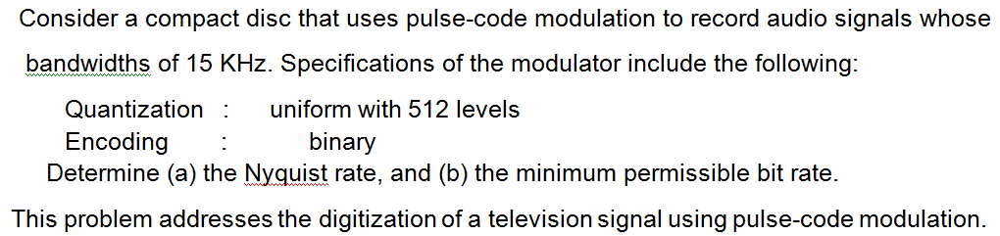 Consider a compact disc that uses pulse-code modulation to record audio signals whose
bandwidths of 15 KHz. Specifications of the modulator include the following:
Quantization : uniform with 512 levels
Encoding : binary
Determine (a) the Nyquist rate, and (b) the minimum permissible bit rate.
This problem addresses the digitization of a television signal using pulse-code modulation.